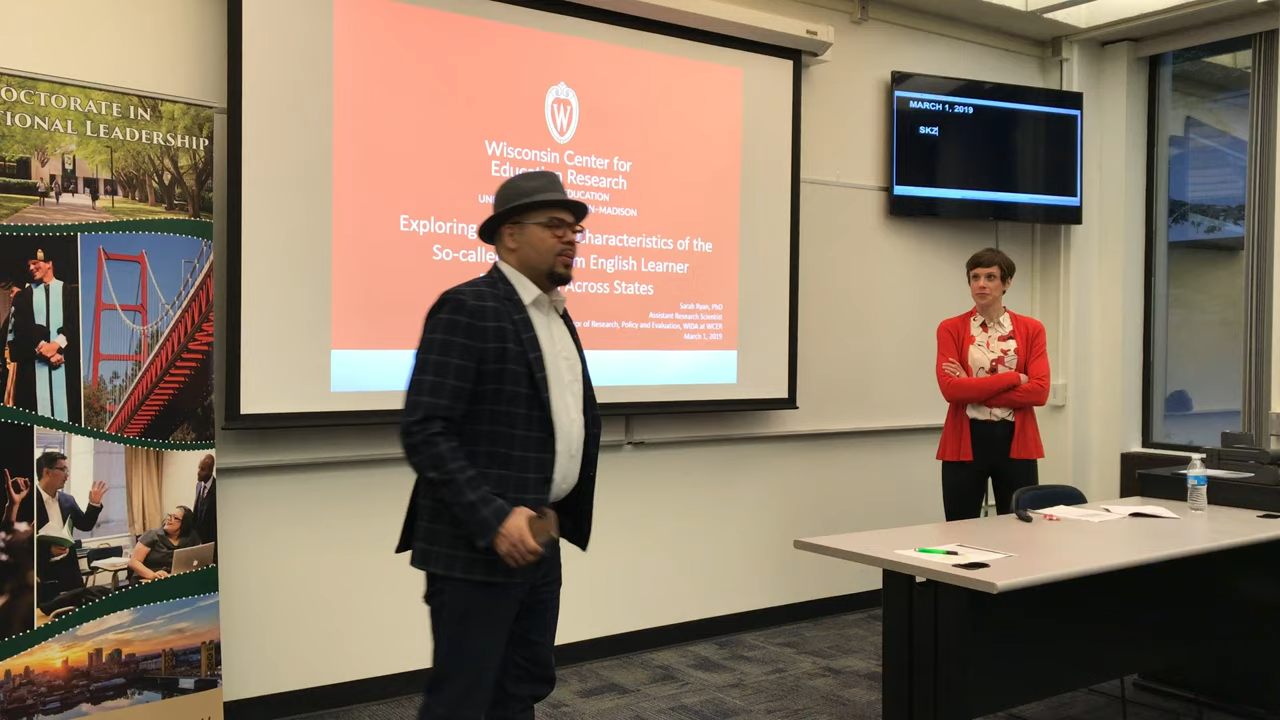 OCTORATE IN
TIONAL LEADERSHIP
W
Wisconsin Center for
Education Research
UNI EDUCATION
N-MADISON
Exploring characteristics of the
So-called m English Learner
Across States
Sarah Ryan, PhD
Assistant Research Scientist
or of Research, Policy and Evaluation, WIDA at WCER
March 1, 2019
MARCH 1, 2019
SKZ